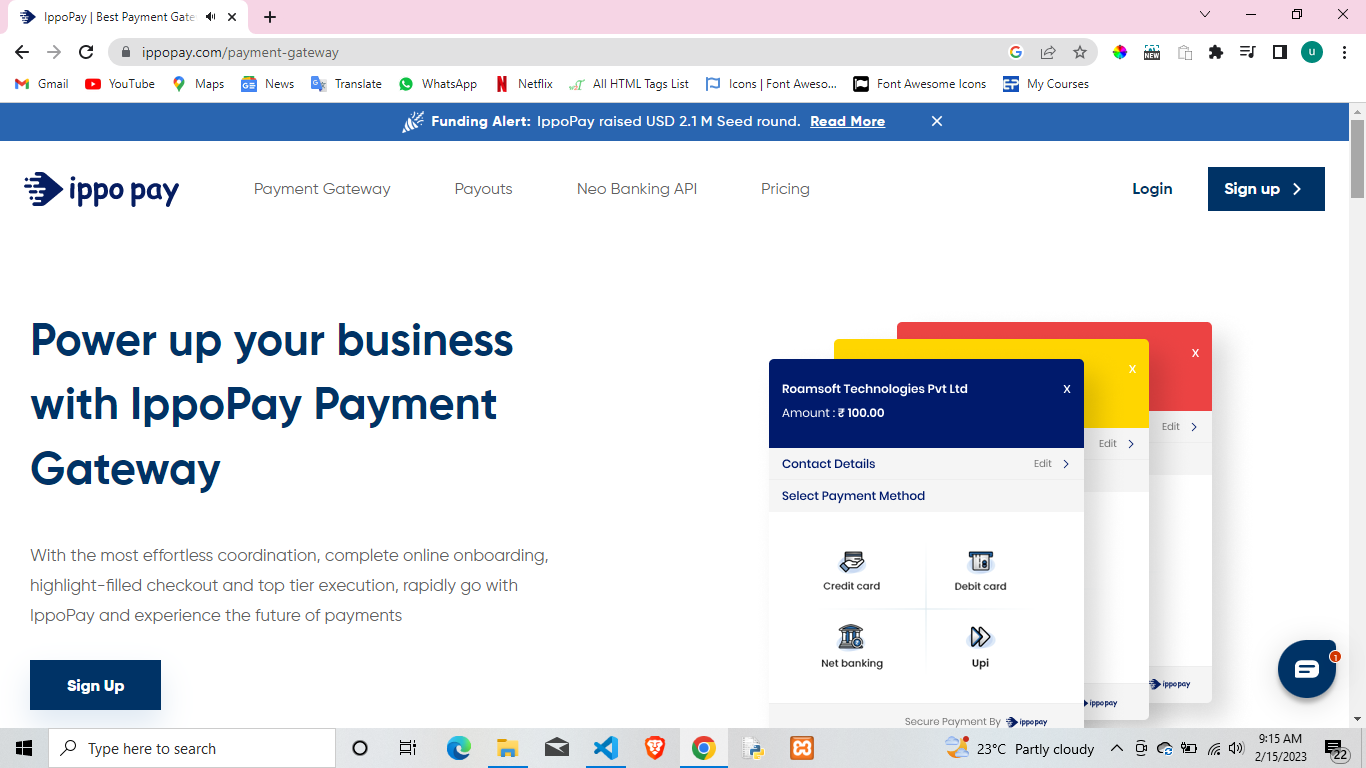 IppoPay | Best Payment Gate
ippopay.com/payment-gateway
NEW
u
Gmail
YouTube
Maps
News
Translate
WhatsApp
Netflix
All HTML Tags List
Icons | Font Aweso...
Font Awesome Icons
My Courses
Funding Alert: IppoPay raised USD 2.1 M Seed round. Read More
ippo pay
Payment Gateway
Payouts
Neo Banking API
Pricing
Login
Sign up
Power up your business
with IppoPay Payment
Gateway
With the most effortless coordination, complete online onboarding,
highlight-filled checkout and top tier execution, rapidly go with
IppoPay and experience the future of payments
Sign Up
X
Edit
ippopay
X
Edit
ippopay
Roamsoft Technologies Pvt Ltd X
Amount : ₹ 100.00
Contact Details Edit
Select Payment Method
Credit card
Debit card
Net banking
Upi
Secure Payment By ippopay
1
Type here to search
23°C Partly cloudy
9:15 AM
2/15/2023
22